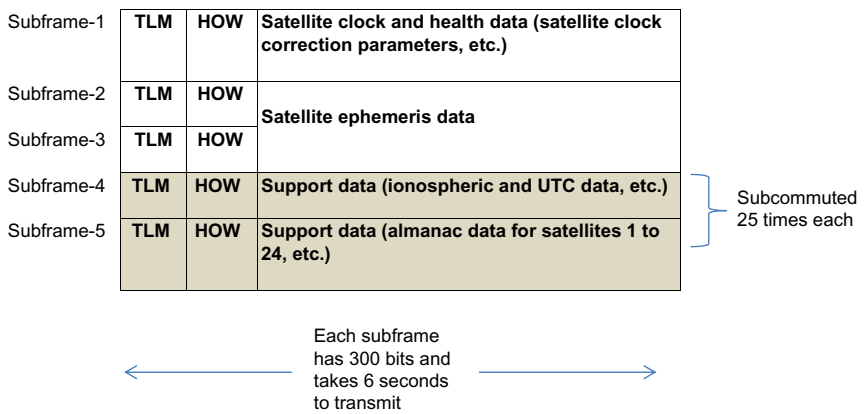 Subframe-1 TLM HOW Satellite clock and health data (satellite clock
correction parameters, etc.)
Subframe-2 TLM HOW
Satellite ephemeris data
Subframe-3 TLM HOW
Subframe-4 TLM HOW Support data (ionospheric and UTC data, etc.)
Subcommuted
25 times each
Subframe-5 TLM HOW Support data (almanac data for satellites 1 to
24, etc.)
Each subframe
has 300 bits and
takes 6 seconds
to transmit